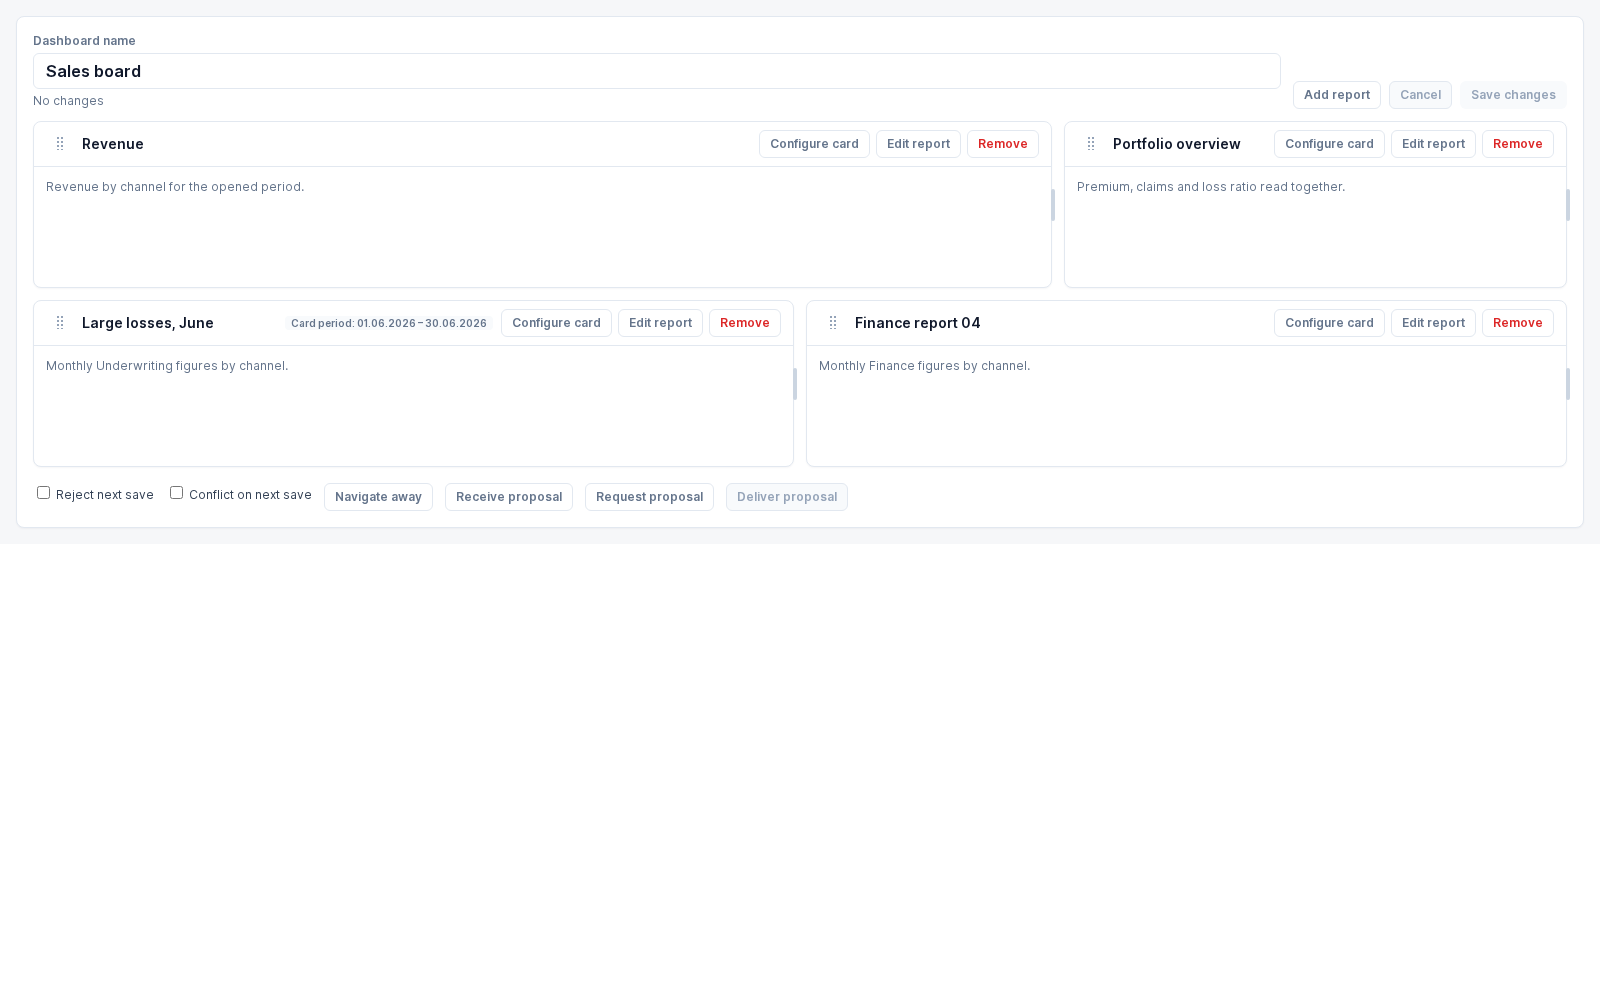 Dashboard name
Sales board
No changes
Add report
Cancel
Save changes
Revenue
Configure card
Edit report
Remove
Revenue by channel for the opened period.
Portfolio overview
Configure card
Edit report
Remove
Premium, claims and loss ratio read together.
Large losses, June
Card period: 01.06.2026 – 30.06.2026
Configure card
Edit report
Remove
Monthly Underwriting figures by channel.
Finance report 04
Configure card
Edit report
Remove
Monthly Finance figures by channel.
Reject next save
Conflict on next save
Navigate away
Receive proposal
Request proposal
Deliver proposal